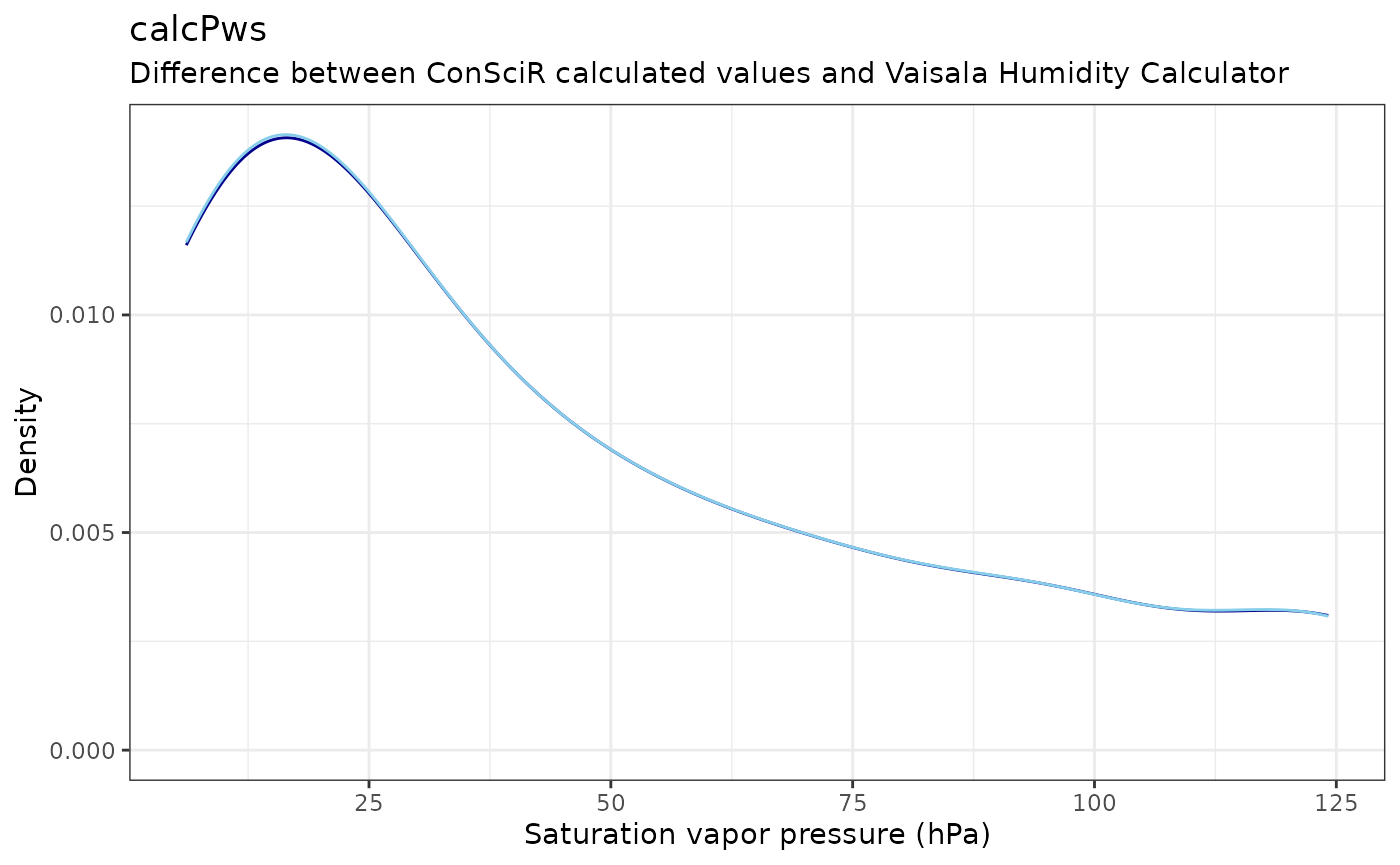 calcPws
Difference between ConSciR calculated values and Vaisala Humidity Calculator
Density
0.010
0.005
0.000
25 50 75 100 125
Saturation vapor pressure (hPa)